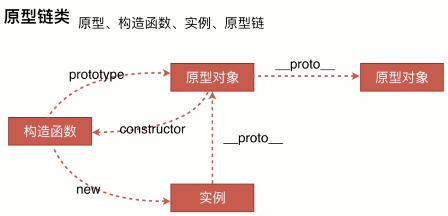 原型链类 原型、构造函数、实例、原型链
prototype
原型对象
__proto__
原型对象
构造函数
constructor
__proto__
new
实例